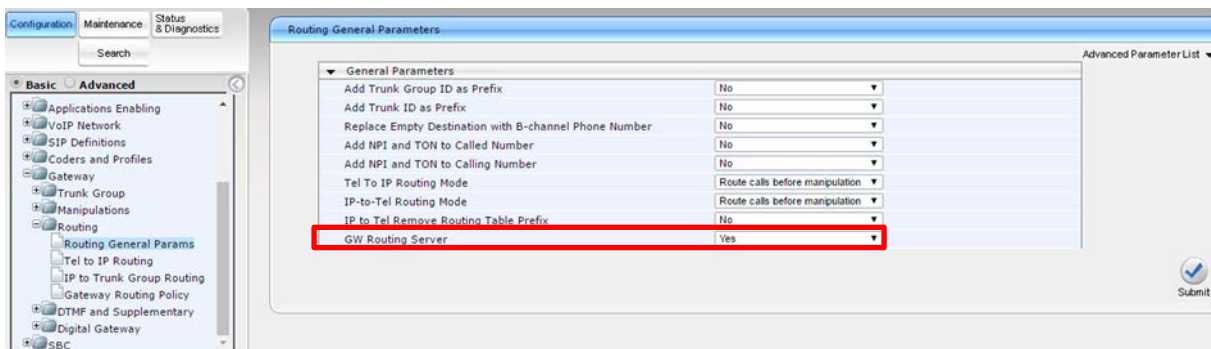 Configuration
Maintenance
Status
& Diagnostics
Search
Basic Advanced
Applications Enabling
VoIP Network
SIP Definitions
Coders and Profiles
Gateway
Trunk Group
Manipulations
Routing
Routing General Params
Tel to IP Routing
IP to Trunk Group Routing
Gateway Routing Policy
DTMF and Supplementary
Digital Gateway
SBC
Routing General Parameters
Advanced Parameter List
General Parameters
Add Trunk Group ID as Prefix No
Add Trunk ID as Prefix No
Replace Empty Destination with B-channel Phone Number No
Add NPI and TON to Called Number No
Add NPI and TON to Calling Number No
Tel To IP Routing Mode Route calls before manipulation
IP-to-Tel Routing Mode Route calls before manipulation
IP to Tel Remove Routing Table Prefix No
GW Routing Server Yes
Submit